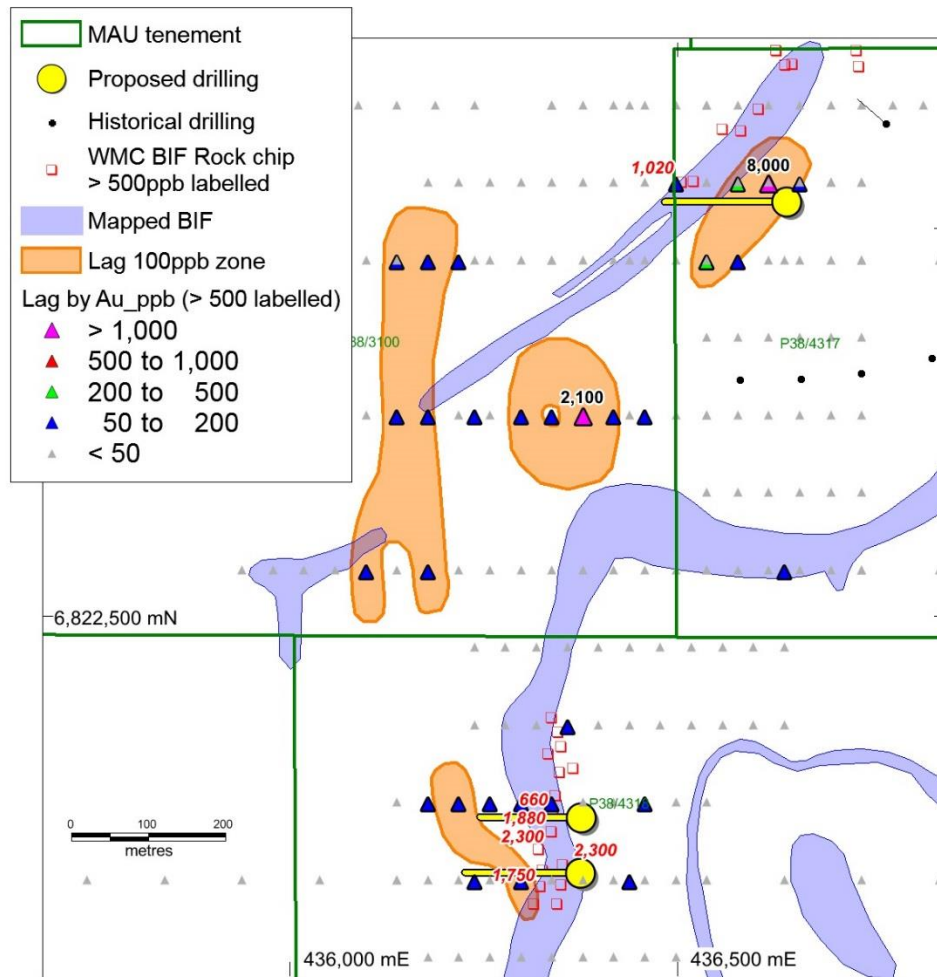 MAU tenement
Proposed drilling
Historical drilling
WMC BIF Rock chip
> 500ppb labelled
Mapped BIF
Lag 100ppb zone
Lag by Au_ppb (> 500 labelled)
> 1,000
500 to 1,000
200 to 500
50 to 200
< 50
1,020
8,000
38/3100
P38/4317
2,100
6,822,500 mN
660
1,880
2,300
2,300
1,750
0 100 200
metres
436,000 mE
436,500 mE